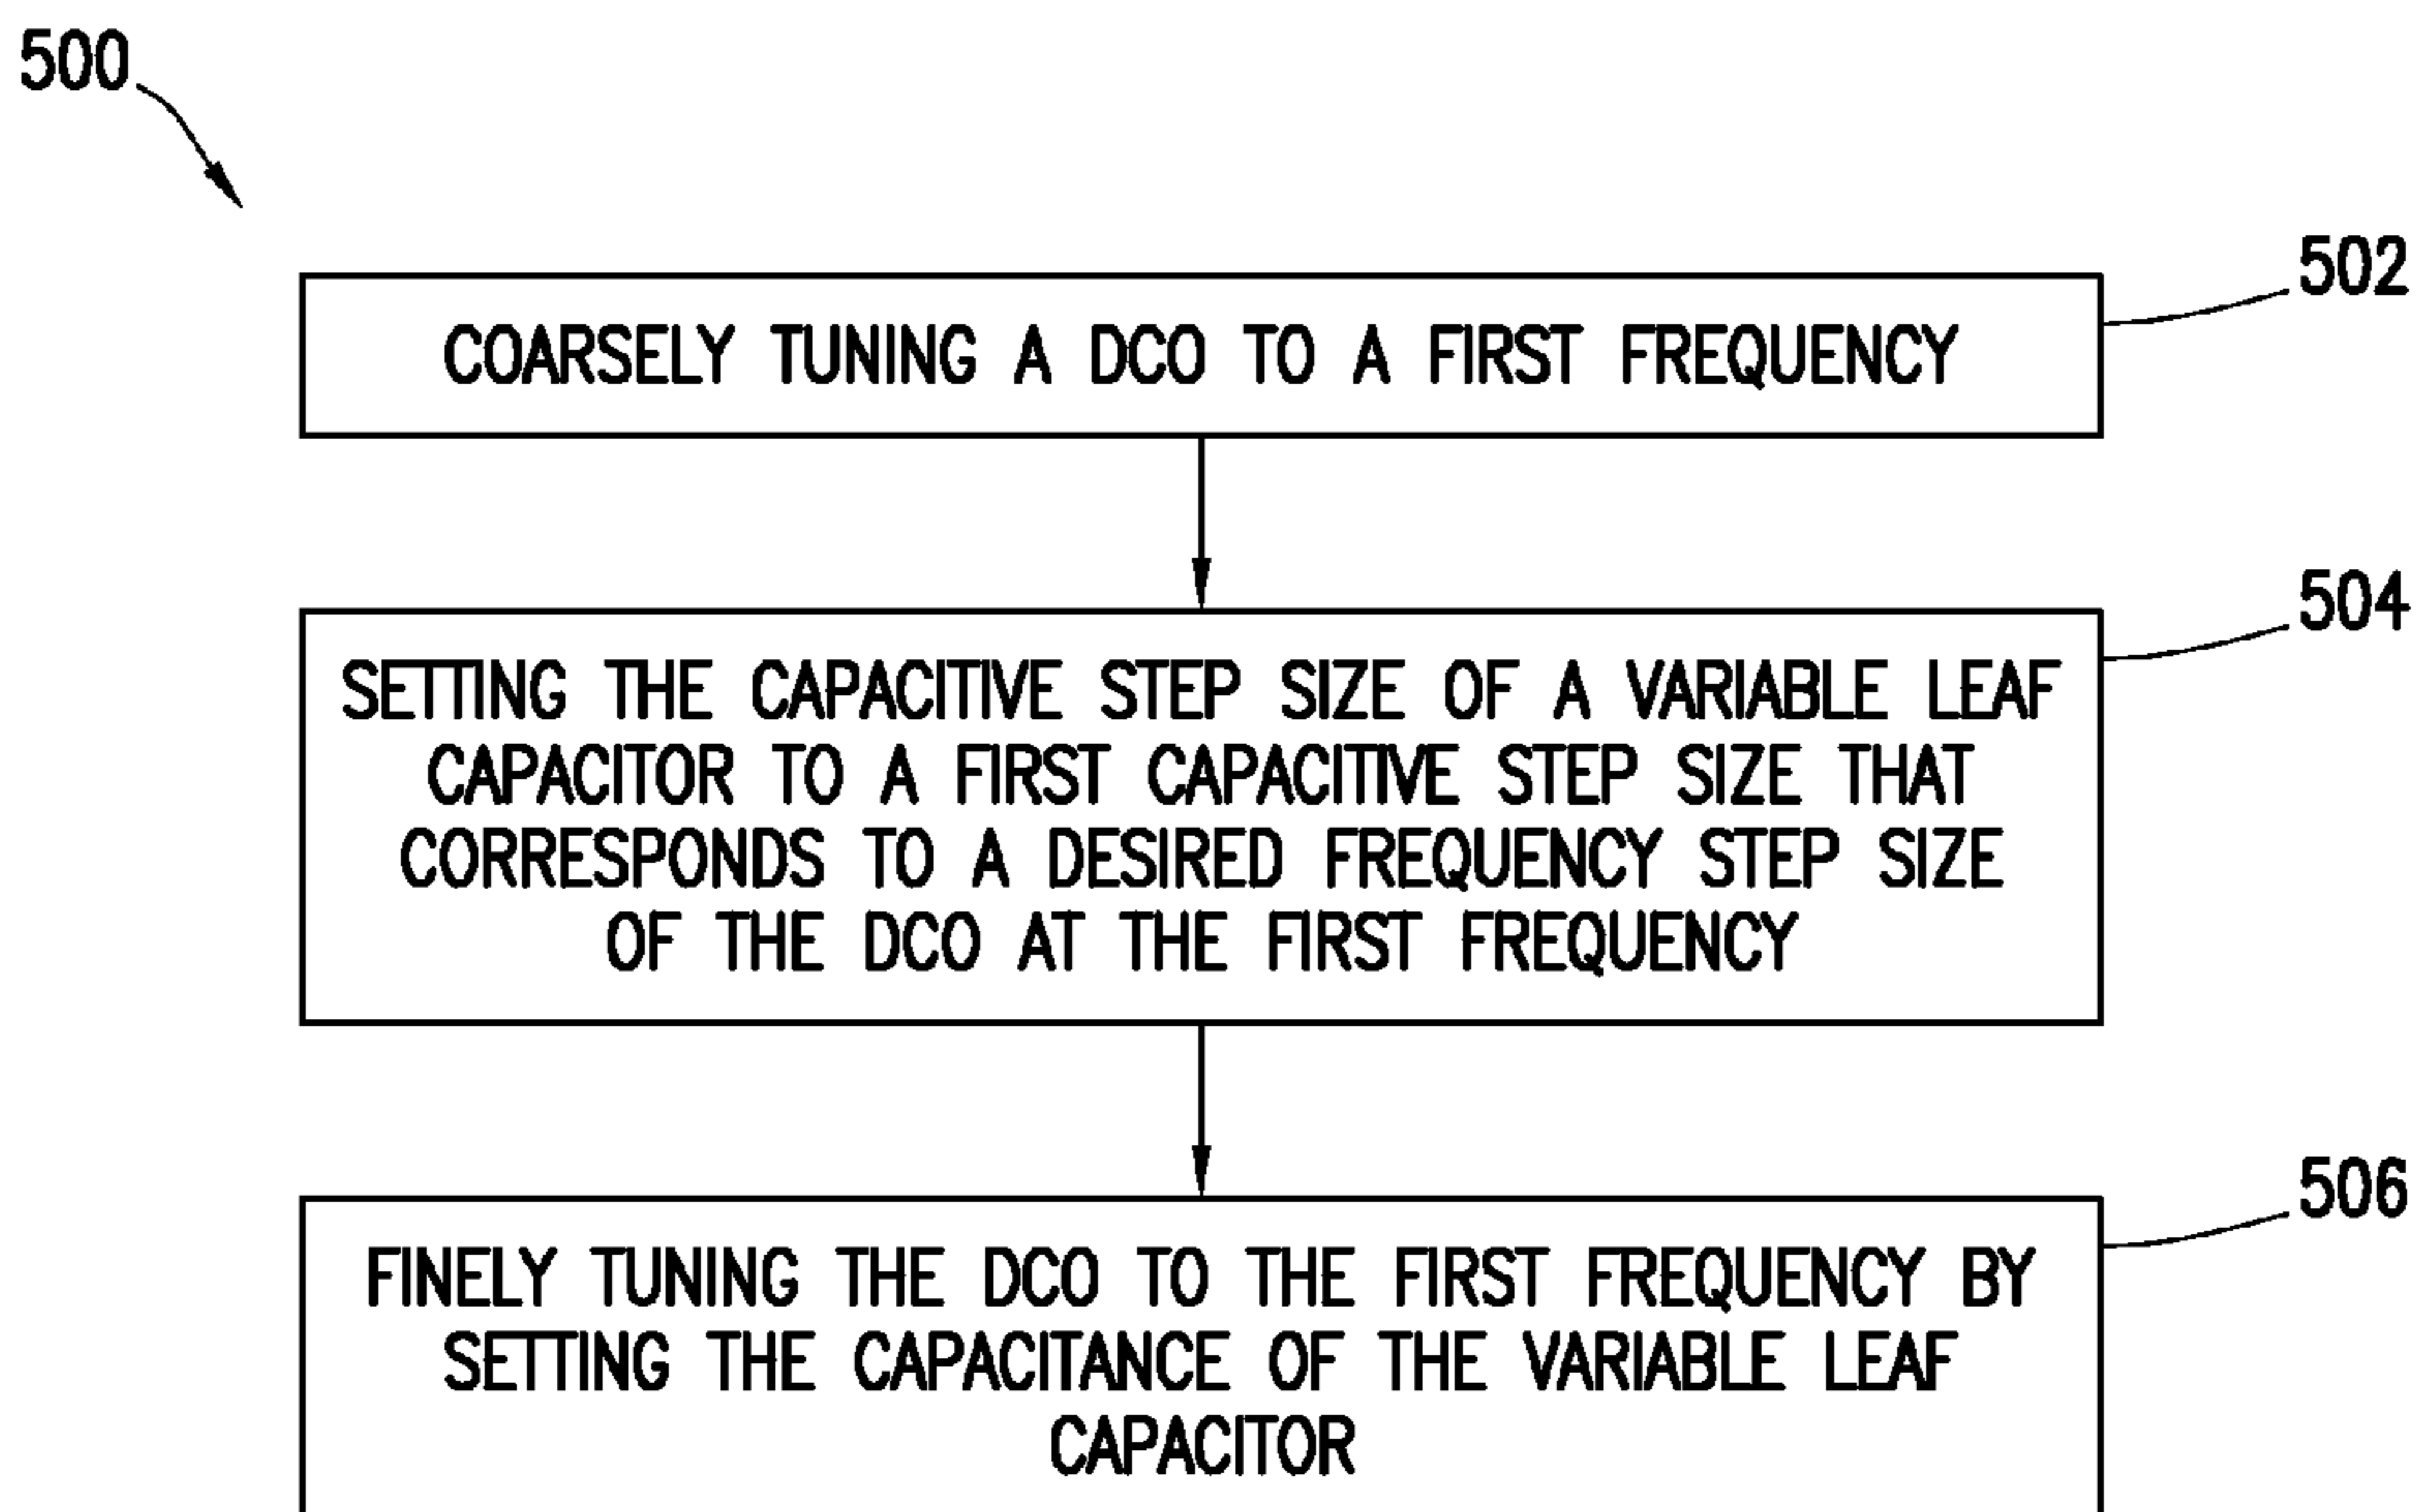 500
502
COARSELY TUNING A DCO TO A FIRST FREQUENCY
504
SETTING THE CAPACITIVE STEP SIZE OF A VARIABLE LEAF
CAPACITOR TO A FIRST CAPACITIVE STEP SIZE THAT
CORRESPONDS TO A DESIRED FREQUENCY STEP SIZE
OF THE DCO AT THE FIRST FREQUENCY
506
FINELY TUNING THE DCO TO THE FIRST FREQUENCY BY
SETTING THE CAPACITANCE OF THE VARIABLE LEAF
CAPACITOR